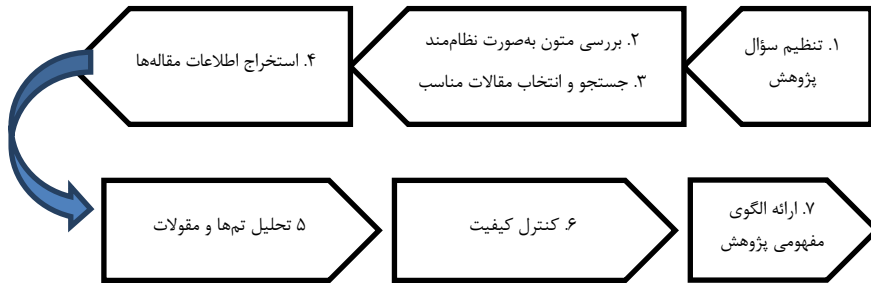 ۱. تنظیم سؤال
پژوهش
۲. بررسی متون به‌صورت نظام‌مند
۳. جستجو و انتخاب مقالات مناسب
۴. استخراج اطلاعات مقاله‌ها
۵ تحلیل تم‌ها و مقولات
۶. کنترل کیفیت
۷. ارائه الگوی
مفهومی پژوهش